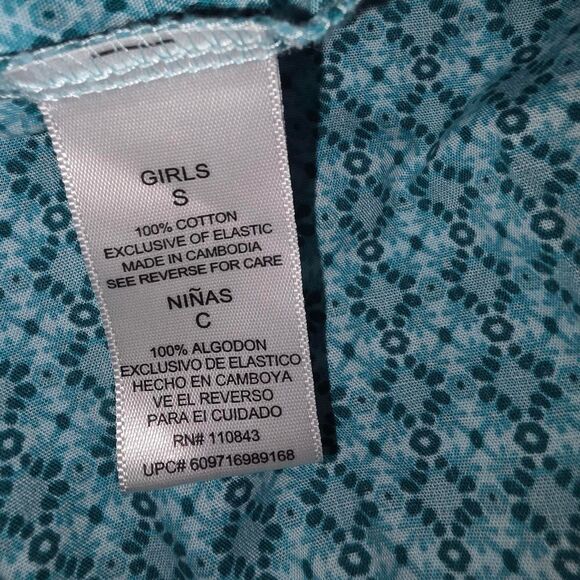 GIRLS
S
100% COTTON
EXCLUSIVE OF ELASTIC
MADE IN CAMBODIA
SEE REVERSE FOR CARE
NIÑAS
C
100% ALGODON
EXCLUSIVO DE ELASTICO
HECHO EN CAMBOYA
VE EL REVERSO
PARA EI CUIDADO
RN# 110843
UPC# 609716989168